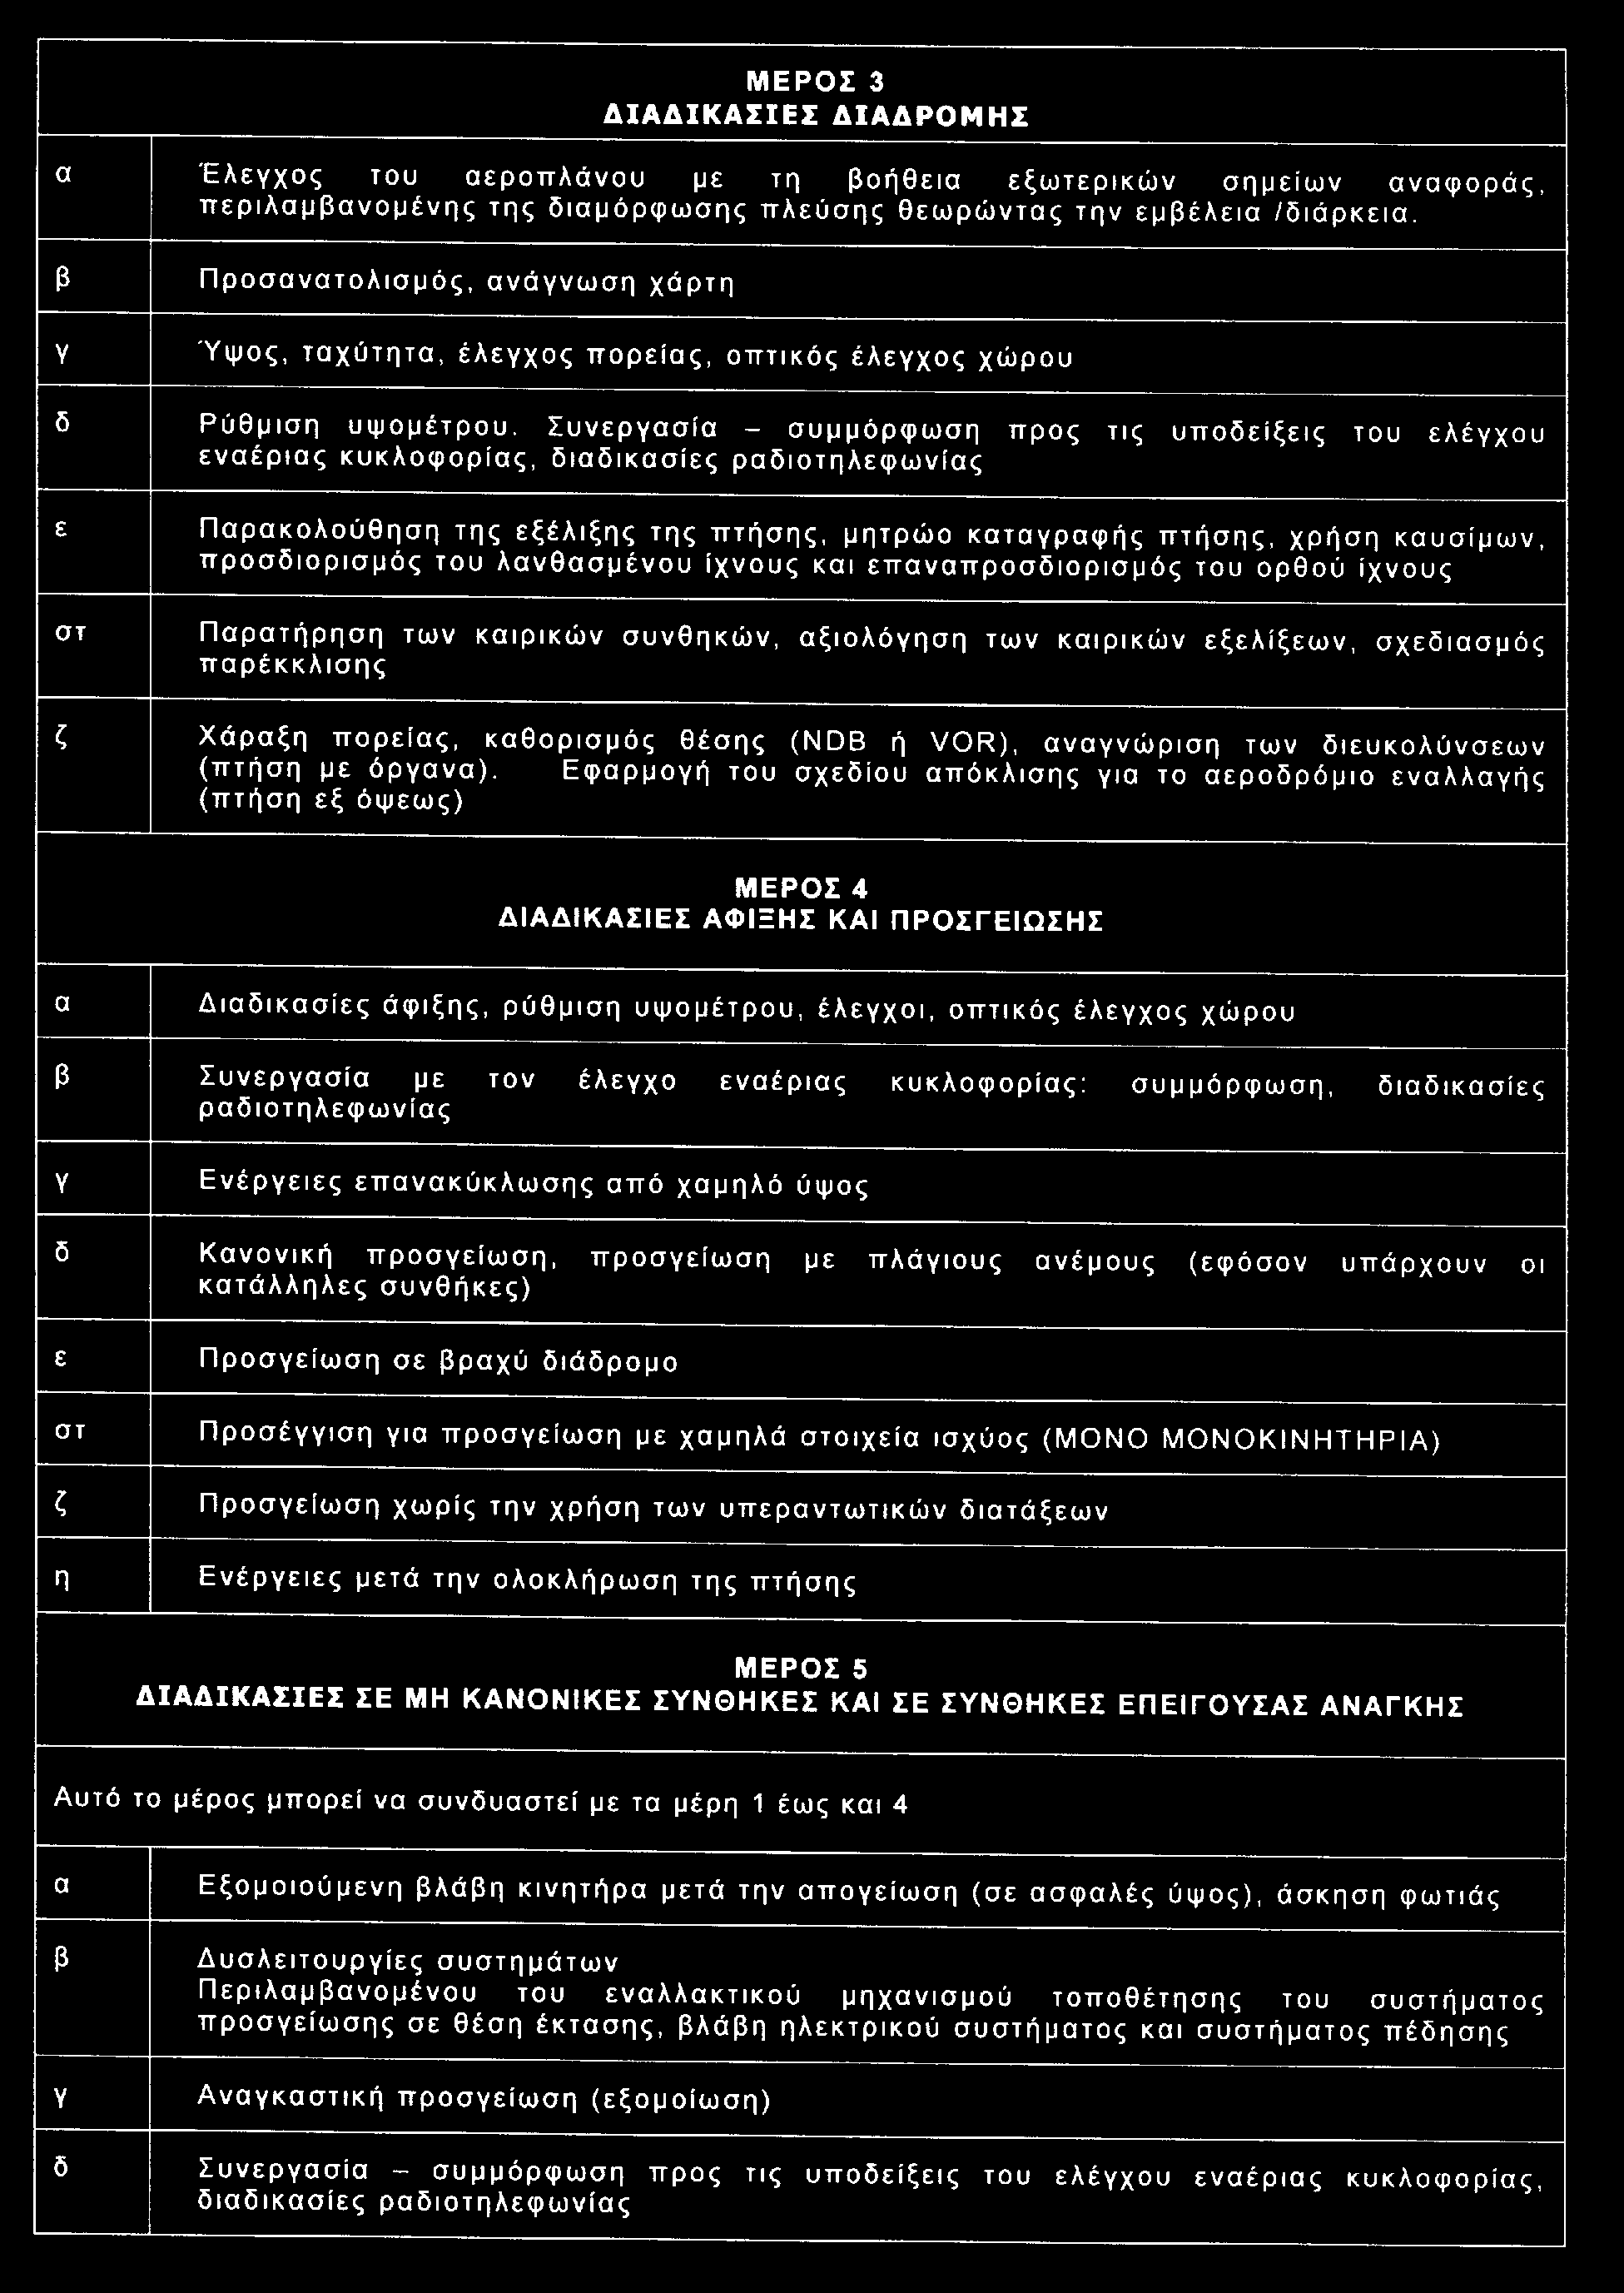 ΜΕΡΟΣ 3
ΔΙΑΔΙΚΑΣΙΕΣ ΔΙΑΔΡΟΜΗΣ
α Έλεγχος του αεροπλάνου με τη βοήθεια εξωτερικών σημείων αναφοράς,
περιλαμβανομένης της διαμόρφωσης πλεύσης θεωρώντας την εμβέλεια /διάρκεια.
β Προσανατολισμός, ανάγνωση χάρτη
γ Ύψος, ταχύτητα, έλεγχος πορείας, οπτικός έλεγχος χώρου
δ Ρύθμιση υψομέτρου. Συνεργασία – συμμόρφωση προς τις υποδείξεις του ελέγχου
εναέριας κυκλοφορίας, διαδικασίες ραδιοτηλεφωνίας
ε Παρακολούθηση της εξέλιξης της πτήσης, μητρώο καταγραφής πτήσης, χρήση καυσίμων,
προσδιορισμός του λανθασμένου ίχνους και επαναπροσδιορισμός του ορθού ίχνους
στ Παρατήρηση των καιρικών συνθηκών, αξιολόγηση των καιρικών εξελίξεων, σχεδιασμός
παρέκκλισης
ζ Χάραξη πορείας, καθορισμός θέσης (NDB ή VOR), αναγνώριση των διευκολύνσεων
(πτήση με όργανα). Εφαρμογή του σχεδίου απόκλισης για το αεροδρόμιο εναλλαγής
(πτήση εξ όψεως)
ΜΕΡΟΣ 4
ΔΙΑΔΙΚΑΣΙΕΣ ΑΦΙΞΗΣ ΚΑΙ ΠΡΟΣΓΕΙΩΣΗΣ
α Διαδικασίες άφιξης, ρύθμιση υψομέτρου, έλεγχοι, οπτικός έλεγχος χώρου
β Συνεργασία με τον έλεγχο εναέριας κυκλοφορίας: συμμόρφωση, διαδικασίες
ραδιοτηλεφωνίας
γ Ενέργειες επανακύκλωσης από χαμηλό ύψος
δ Κανονική προσγείωση, προσγείωση με πλάγιους ανέμους (εφόσον υπάρχουν οι
κατάλληλες συνθήκες)
ε Προσγείωση σε βραχύ διάδρομο
στ Προσέγγιση για προσγείωση με χαμηλά στοιχεία ισχύος (ΜΟΝΟ ΜΟΝΟΚΙΝΗΤΗΡΙΑ)
ζ Προσγείωση χωρίς την χρήση των υπεραντωτικών διατάξεων
η Ενέργειες μετά την ολοκλήρωση της πτήσης
ΜΕΡΟΣ 5
ΔΙΑΔΙΚΑΣΙΕΣ ΣΕ ΜΗ ΚΑΝΟΝΙΚΕΣ ΣΥΝΘΗΚΕΣ ΚΑΙ ΣΕ ΣΥΝΘΗΚΕΣ ΕΠΕΙΓΟΥΣΑΣ ΑΝΑΓΚΗΣ
Αυτό το μέρος μπορεί να συνδυαστεί με τα μέρη 1 έως και 4
α Εξομοιούμενη βλάβη κινητήρα μετά την απογείωση (σε ασφαλές ύψος), άσκηση φωτιάς
β Δυσλειτουργίες συστημάτων
Περιλαμβανομένου του εναλλακτικού μηχανισμού τοποθέτησης του συστήματος
προσγείωσης σε θέση έκτασης, βλάβη ηλεκτρικού συστήματος και συστήματος πέδησης
γ Αναγκαστική προσγείωση (εξομοίωση)
δ Συνεργασία – συμμόρφωση προς τις υποδείξεις του ελέγχου εναέριας κυκλοφορίας,
διαδικασίες ραδιοτηλεφωνίας